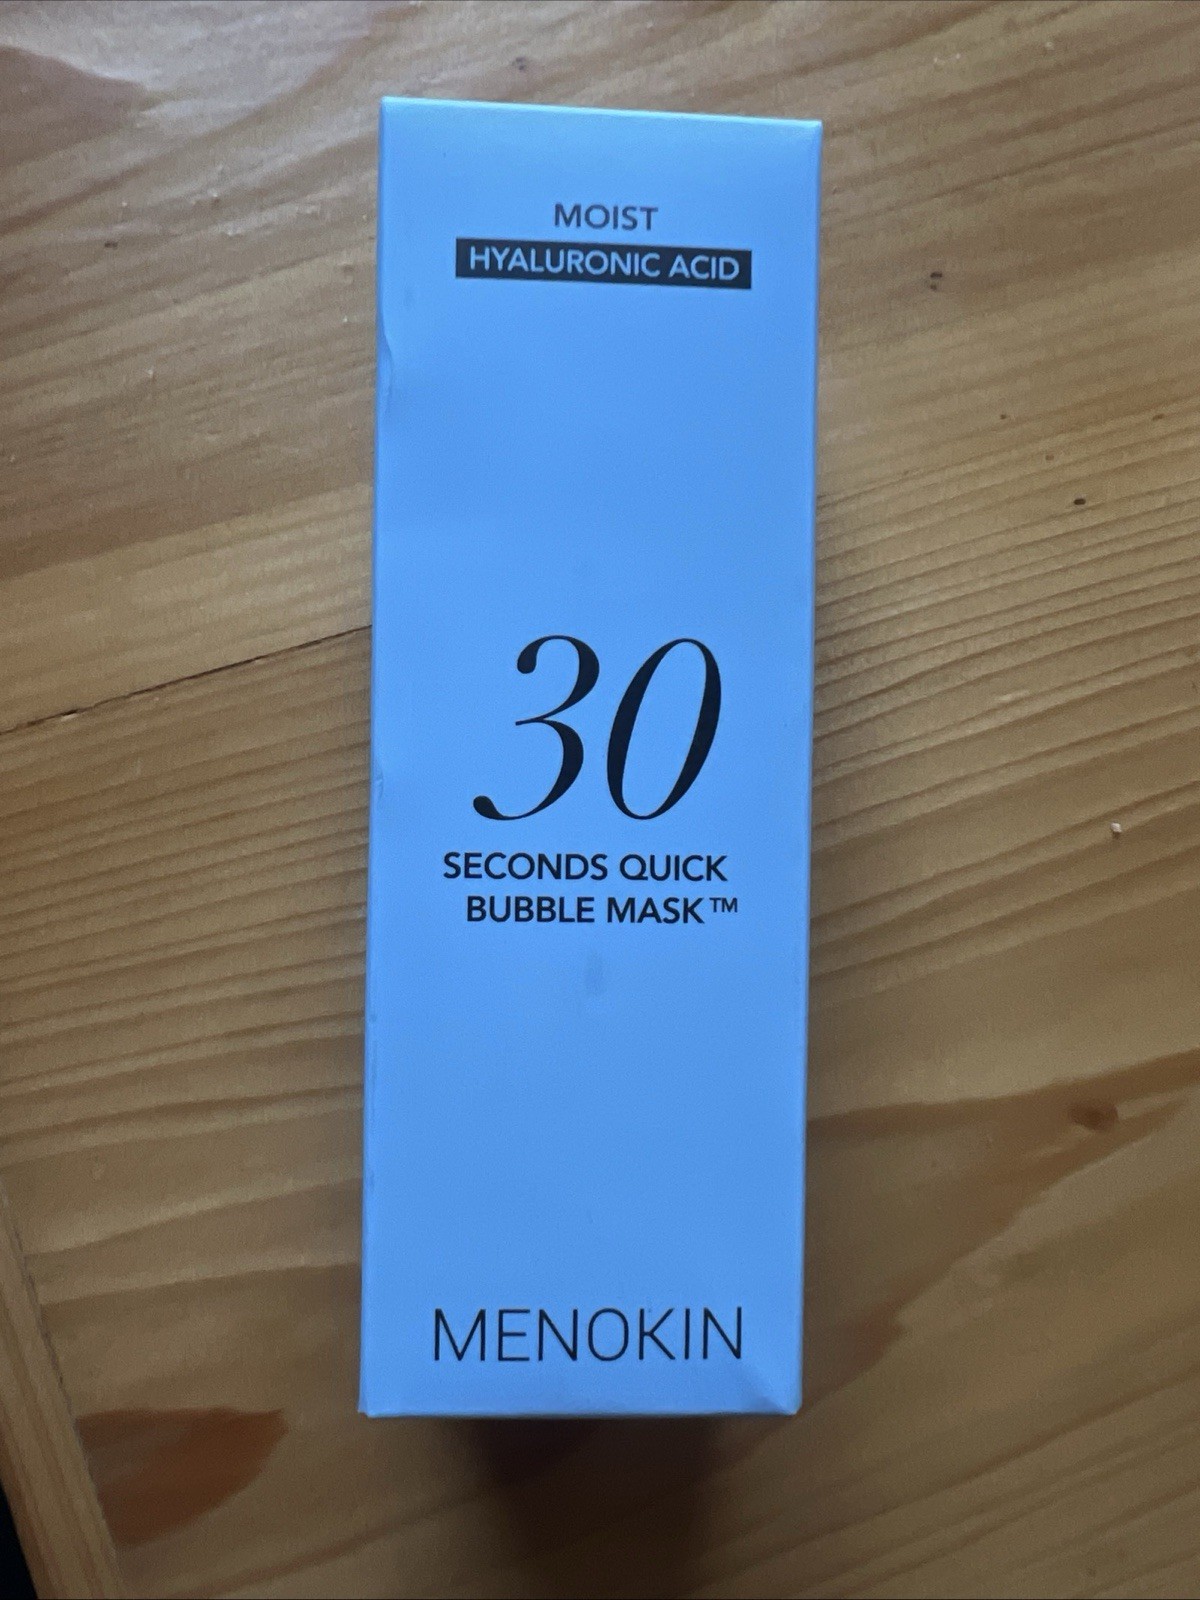 MOIST
HYALURONIC ACID
30
SECONDS QUICK
BUBBLE MASK™
MENOKIN